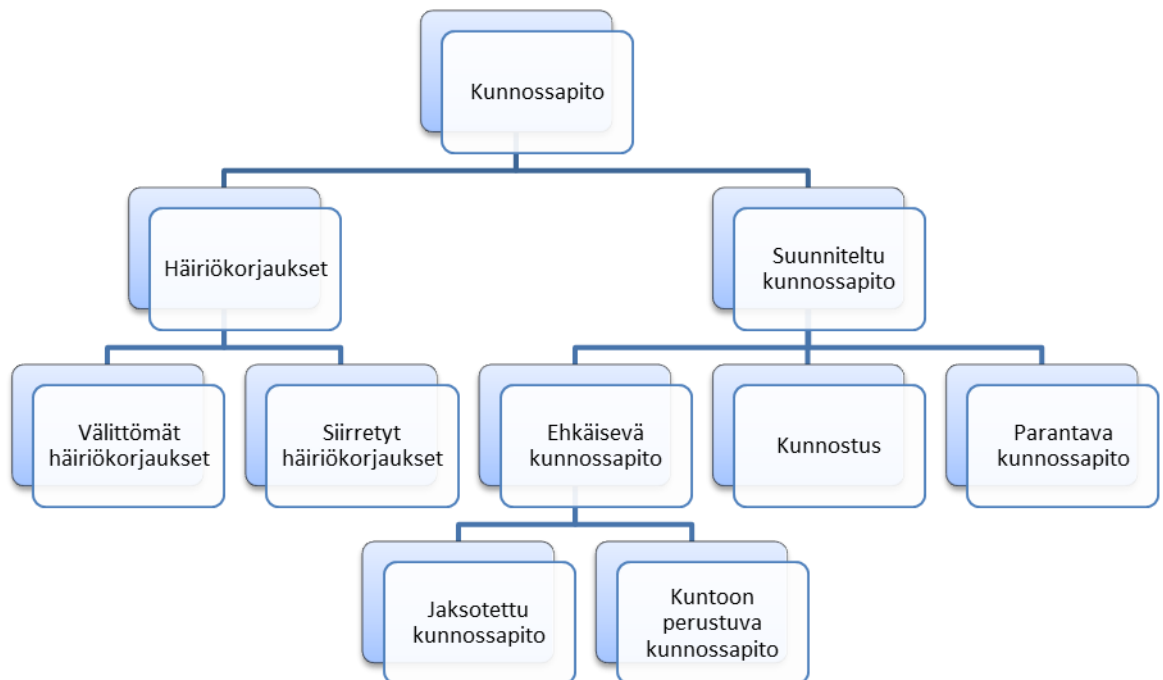 Kunnossapito
Häiriökorjaukset
Suunniteltu
kunnossapito
Välittömät
häiriökorjaukset
Siirretyt
häiriökorjaukset
Ehkäisevä
kunnossapito
Kunnostus
Parantava
kunnossapito
Jaksotettu
kunnossapito
Kuntoon
perustuva
kunnossapito